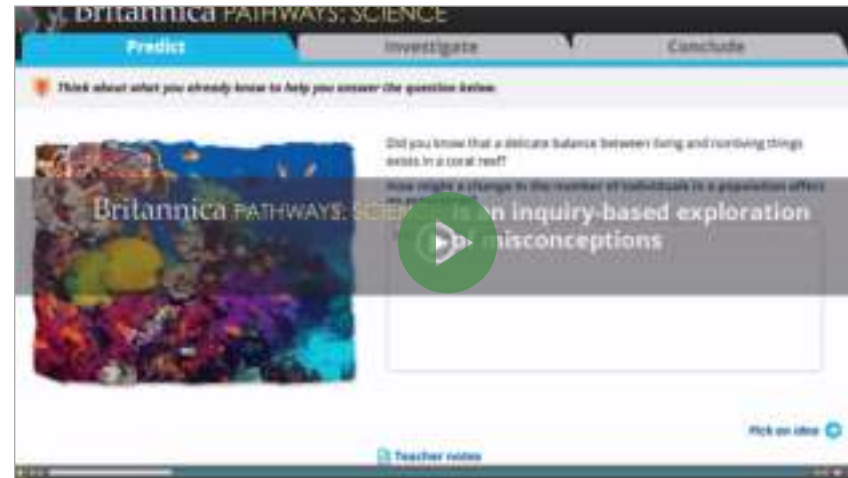 Britannica PATHWAYS: SCIENCE
Predict
Investigate
Conclude
Think about what you already know to help you answer the question below.
Did you know that a delicate balance between living and nonliving things
exists in a coral reef?
How might a change in the number of individuals in a population affect
Britannica PATHWAYS: SCIENCE is an inquiry-based exploration
of misconceptions
Pick an idea
Teacher notes